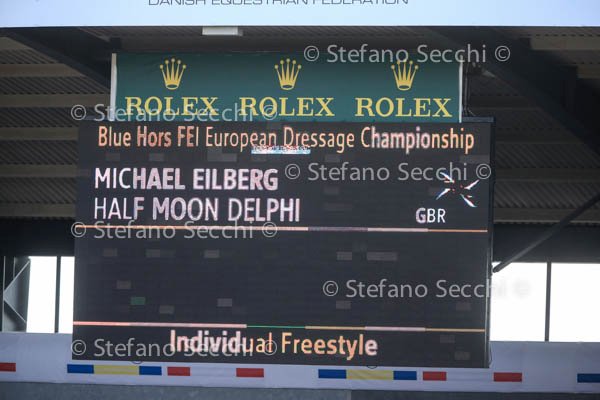 DANISH EQUESTRIAN FEDERATION
© Stefano Secchi ©
ROLEX ROLEX ROLEX
© Stefano Secchi ©
Blue Hors FEI European Dressage Championship
MICHAEL EILBERG
© Stefano Secchi ©
HALF MOON DELPHI GBR
© Stefano Secchi ©
© Stefano Secchi ©
Individual Freestyle
© Stefano Secchi ©